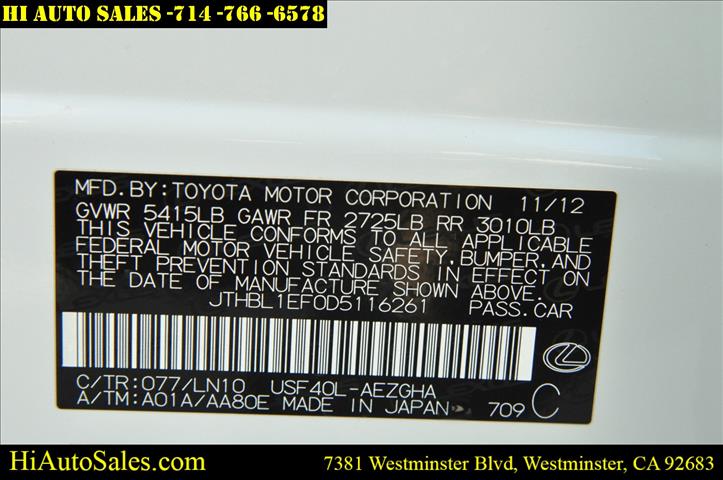 HI AUTO SALES -714 -766 -6578
MFD.BY:TOYOTA MOTOR CORPORATION 11/12
GVWR 5415LB GAWR FR 2725LB RR 3010LB
THIS VEHICLE CONFORMS TO ALL APPLICABLE
FEDERAL MOTOR VEHICLE SAFETY,BUMPER,AND
THEFT PREVENTION STANDARDS IN EFFECT ON
THE DATE OF MANUFACTURE SHOWN ABOVE.
JTHBL1EF0D5116261 PASS.CAR
C/TR:077/LN10 USF40L-AEZGHA
A/TM:A01A/AA80E MADE IN JAPAN 709 C
HiAutoSales.com 7381 Westminster Blvd, Westminster, CA 92683